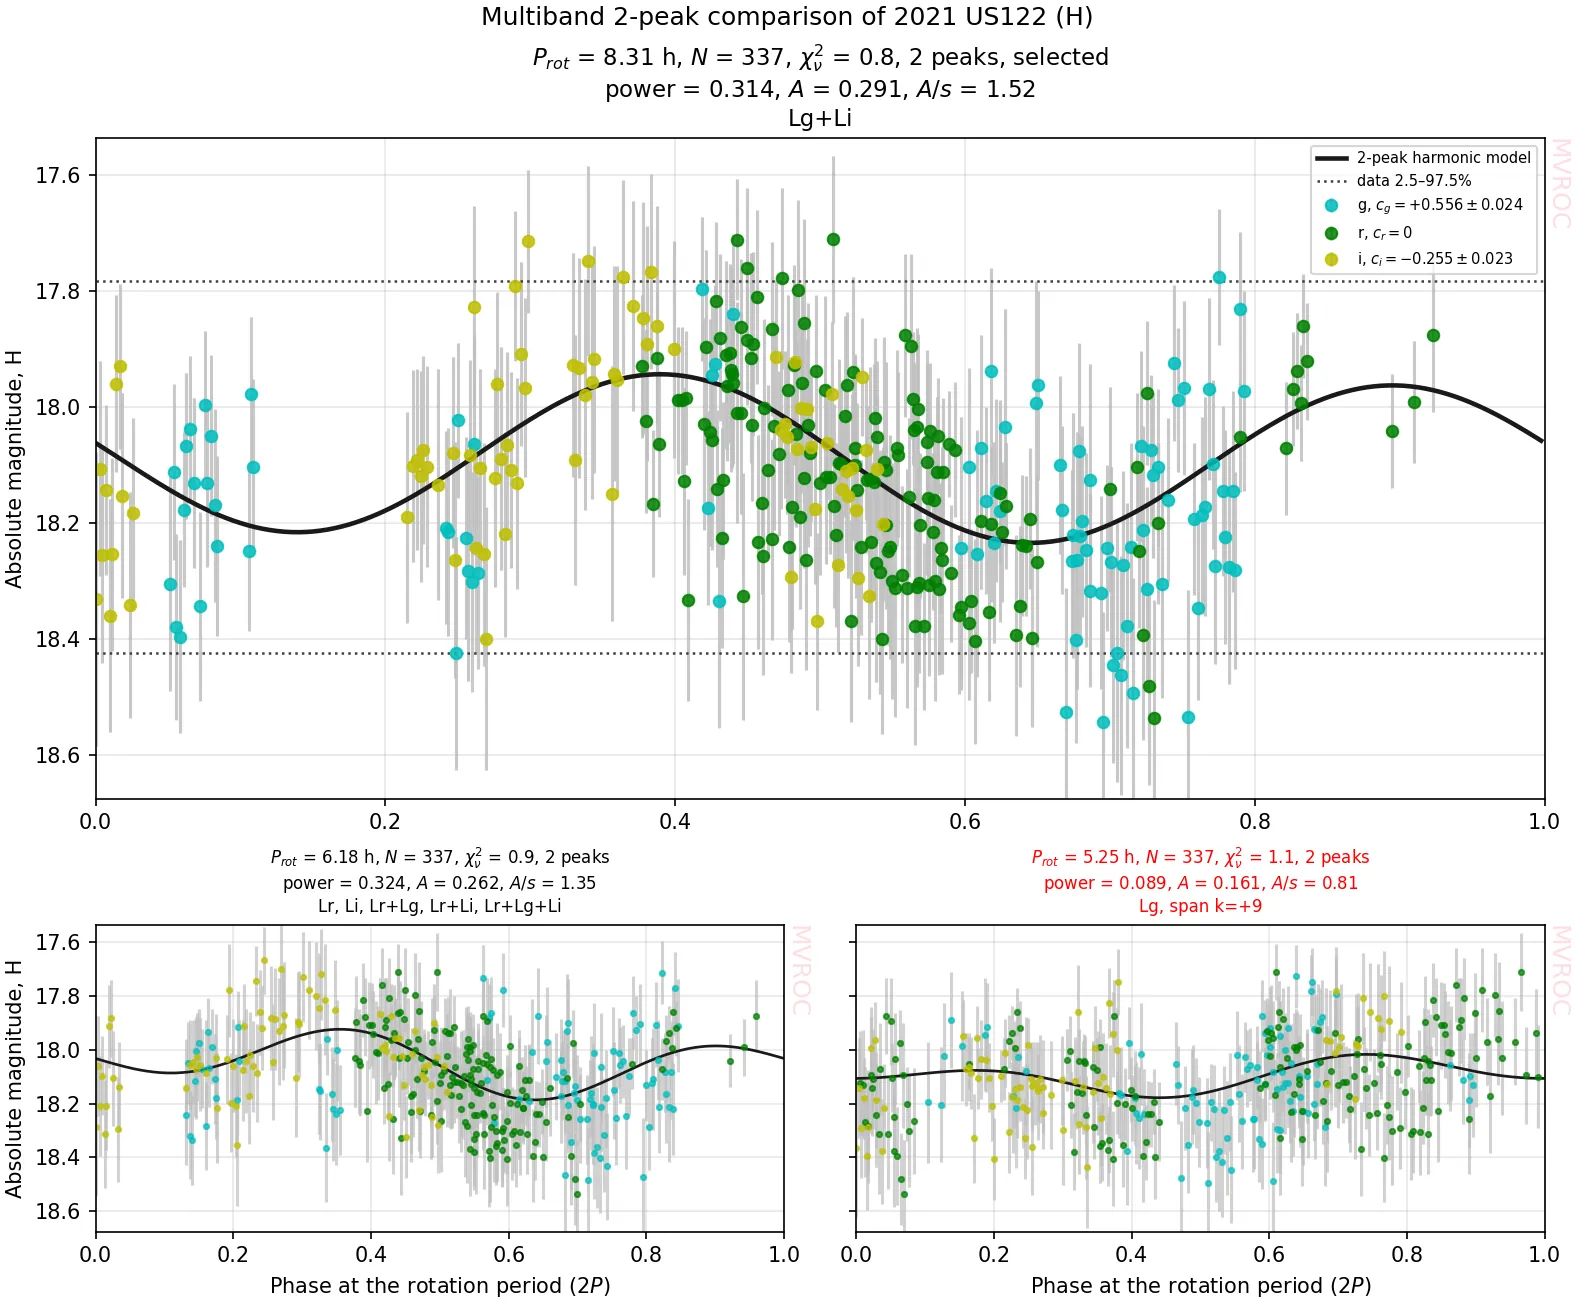 Multiband 2-peak comparison of 2021 US122 (H)
P_rot = 8.31 h, N = 337, χ²_ν = 0.8, 2 peaks, selected
power = 0.314, A = 0.291, A/s = 1.52
Lg+Li
2-peak harmonic model
data 2.5–97.5%
g, c_g = +0.556 ± 0.024
r, c_r = 0
i, c_i = −0.255 ± 0.023
MVROC
Absolute magnitude, H
17.6
17.8
18.0
18.2
18.4
18.6
0.0 0.2 0.4 0.6 0.8 1.0
P_rot = 6.18 h, N = 337, χ²_ν = 0.9, 2 peaks
power = 0.324, A = 0.262, A/s = 1.35
Lr, Li, Lr+Lg, Lr+Li, Lr+Lg+Li
MVROC
Absolute magnitude, H
17.6
17.8
18.0
18.2
18.4
18.6
0.0 0.2 0.4 0.6 0.8 1.0
Phase at the rotation period (2P)
P_rot = 5.25 h, N = 337, χ²_ν = 1.1, 2 peaks
power = 0.089, A = 0.161, A/s = 0.81
Lg, span k=+9
MVROC
0.0 0.2 0.4 0.6 0.8 1.0
Phase at the rotation period (2P)